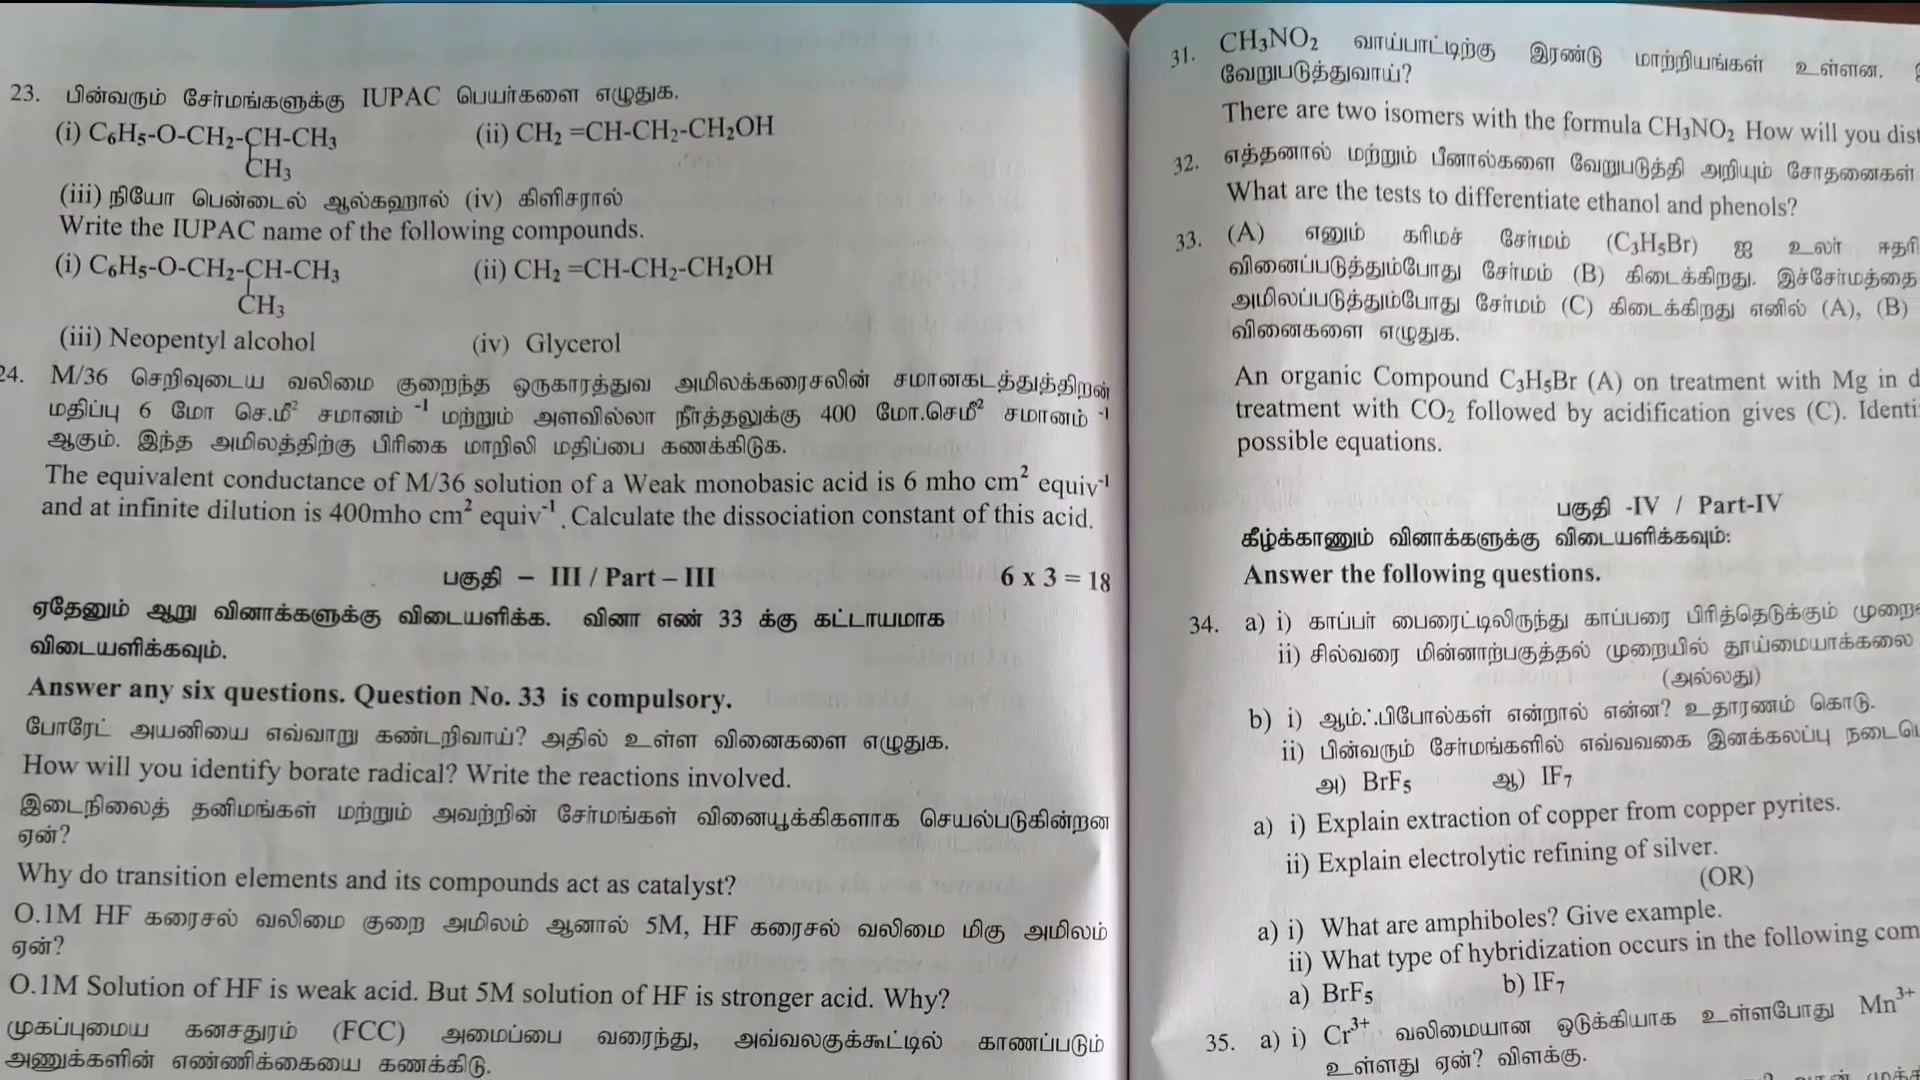 23. பின்வரும் சேர்மங்களுக்கு IUPAC பெயர்களை எழுதுக.
(i) C₆H₅-O-CH₂-CH-CH₃ (ii) CH₂ =CH-CH₂-CH₂OH
CH₃
(iii) நியோ பென்டைல் ஆல்கஹால் (iv) கிளிசரால்
Write the IUPAC name of the following compounds.
(i) C₆H₅-O-CH₂-CH-CH₃ (ii) CH₂ =CH-CH₂-CH₂OH
CH₃
(iii) Neopentyl alcohol (iv) Glycerol
24. M/36 செறிவுடைய வலிமை குறைந்த ஒருகாரத்துவ அமிலக்கரைசலின் சமானகடத்துத்திறன்
மதிப்பு 6 மோ செ.மீ² சமானம் ⁻¹ மற்றும் அளவில்லா நீர்த்தலுக்கு 400 மோ.செமீ² சமானம் ⁻¹
ஆகும். இந்த அமிலத்திற்கு பிரிகை மாறிலி மதிப்பை கணக்கிடுக.
The equivalent conductance of M/36 solution of a Weak monobasic acid is 6 mho cm² equiv⁻¹
and at infinite dilution is 400mho cm² equiv⁻¹. Calculate the dissociation constant of this acid.
பகுதி – III / Part – III 6 x 3 = 18
ஏதேனும் ஆறு வினாக்களுக்கு விடையளிக்க. வினா எண் 33 க்கு கட்டாயமாக
விடையளிக்கவும்.
Answer any six questions. Question No. 33 is compulsory.
போரேட் அயனியை எவ்வாறு கண்டறிவாய்? அதில் உள்ள வினைகளை எழுதுக.
How will you identify borate radical? Write the reactions involved.
இடைநிலைத் தனிமங்கள் மற்றும் அவற்றின் சேர்மங்கள் வினையூக்கிகளாக செயல்படுகின்றன
ஏன்?
Why do transition elements and its compounds act as catalyst?
O.1M HF கரைசல் வலிமை குறை அமிலம் ஆனால் 5M, HF கரைசல் வலிமை மிகு அமிலம்
ஏன்?
O.1M Solution of HF is weak acid. But 5M solution of HF is stronger acid. Why?
முகப்புமைய கனசதுரம் (FCC) அமைப்பை வரைந்து, அவ்வலகுக்கூட்டில் காணப்படும்
அணுக்களின் எண்ணிக்கையை கணக்கிடு.
31. CH₃NO₂ வாய்பாட்டிற்கு இரண்டு மாற்றியங்கள் உள்ளன.
வேறுபடுத்துவாய்?
There are two isomers with the formula CH₃NO₂ How will you dist
32. எத்தனால் மற்றும் பீனால்களை வேறுபடுத்தி அறியும் சோதனைகள்
What are the tests to differentiate ethanol and phenols?
33. (A) எனும் கரிமச் சேர்மம் (C₃H₅Br) ஐ உலர் ஈதரி
வினைப்படுத்தும்போது சேர்மம் (B) கிடைக்கிறது. இச்சேர்மத்தை
அமிலப்படுத்தும்போது சேர்மம் (C) கிடைக்கிறது எனில் (A), (B)
வினைகளை எழுதுக.
An organic Compound C₃H₅Br (A) on treatment with Mg in d
treatment with CO₂ followed by acidification gives (C). Identi
possible equations.
பகுதி -IV / Part-IV
கீழ்க்காணும் வினாக்களுக்கு விடையளிக்கவும்:
Answer the following questions.
34. a) i) காப்பர் பைரைட்டிலிருந்து காப்பரை பிரித்தெடுக்கும் முறை
ii) சில்வரை மின்னாற்பகுத்தல் முறையில் தூய்மையாக்கலை
(அல்லது)
b) i) ஆம்ஃபிபோல்கள் என்றால் என்ன? உதாரணம் கொடு.
ii) பின்வரும் சேர்மங்களில் எவ்வவகை இனக்கலப்பு நடைபெ
அ) BrF₅ ஆ) IF₇
a) i) Explain extraction of copper from copper pyrites.
ii) Explain electrolytic refining of silver.
(OR)
a) i) What are amphiboles? Give example.
ii) What type of hybridization occurs in the following com
a) BrF₅ b) IF₇
35. a) i) Cr³⁺ வலிமையான ஒடுக்கியாக உள்ளபோது Mn³⁺
உள்ளது ஏன்? விளக்கு.